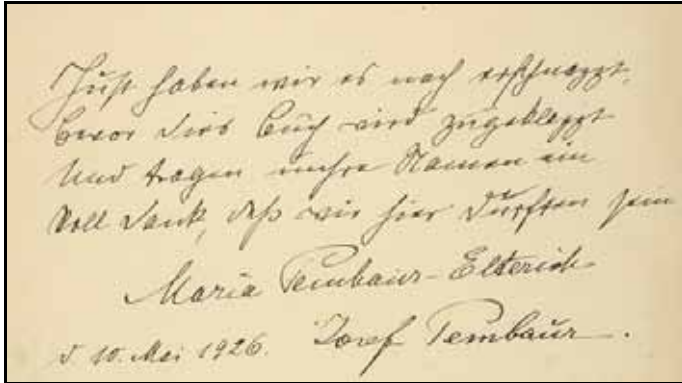 Just haben wir es noch erschnappt,
bevor dies Buch wird zugeklappt
Und tragen unsre Namen ein
Voll Dank, daß wir hier durften sein
Maria Pembaur-Elterich
d 10. Mai 1926. Josef Pembaur.